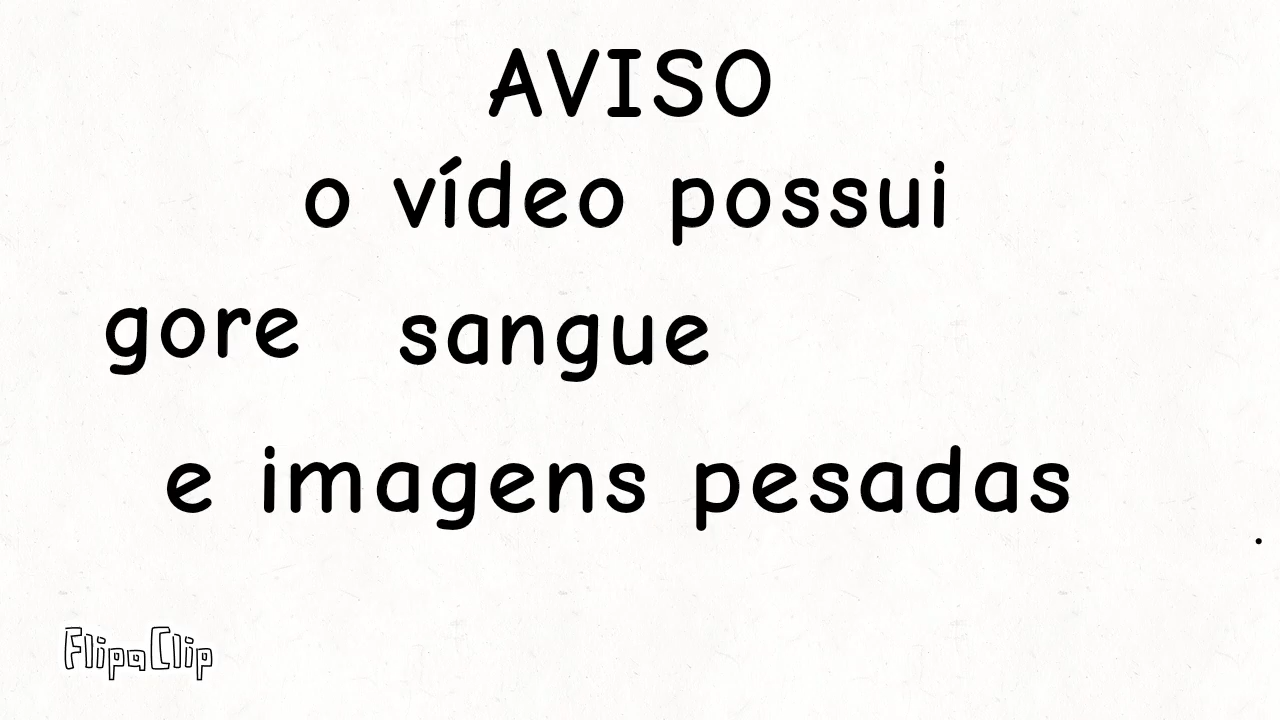 AVISO
o vídeo possui
gore sangue
e imagens pesadas
.
FlipaClip